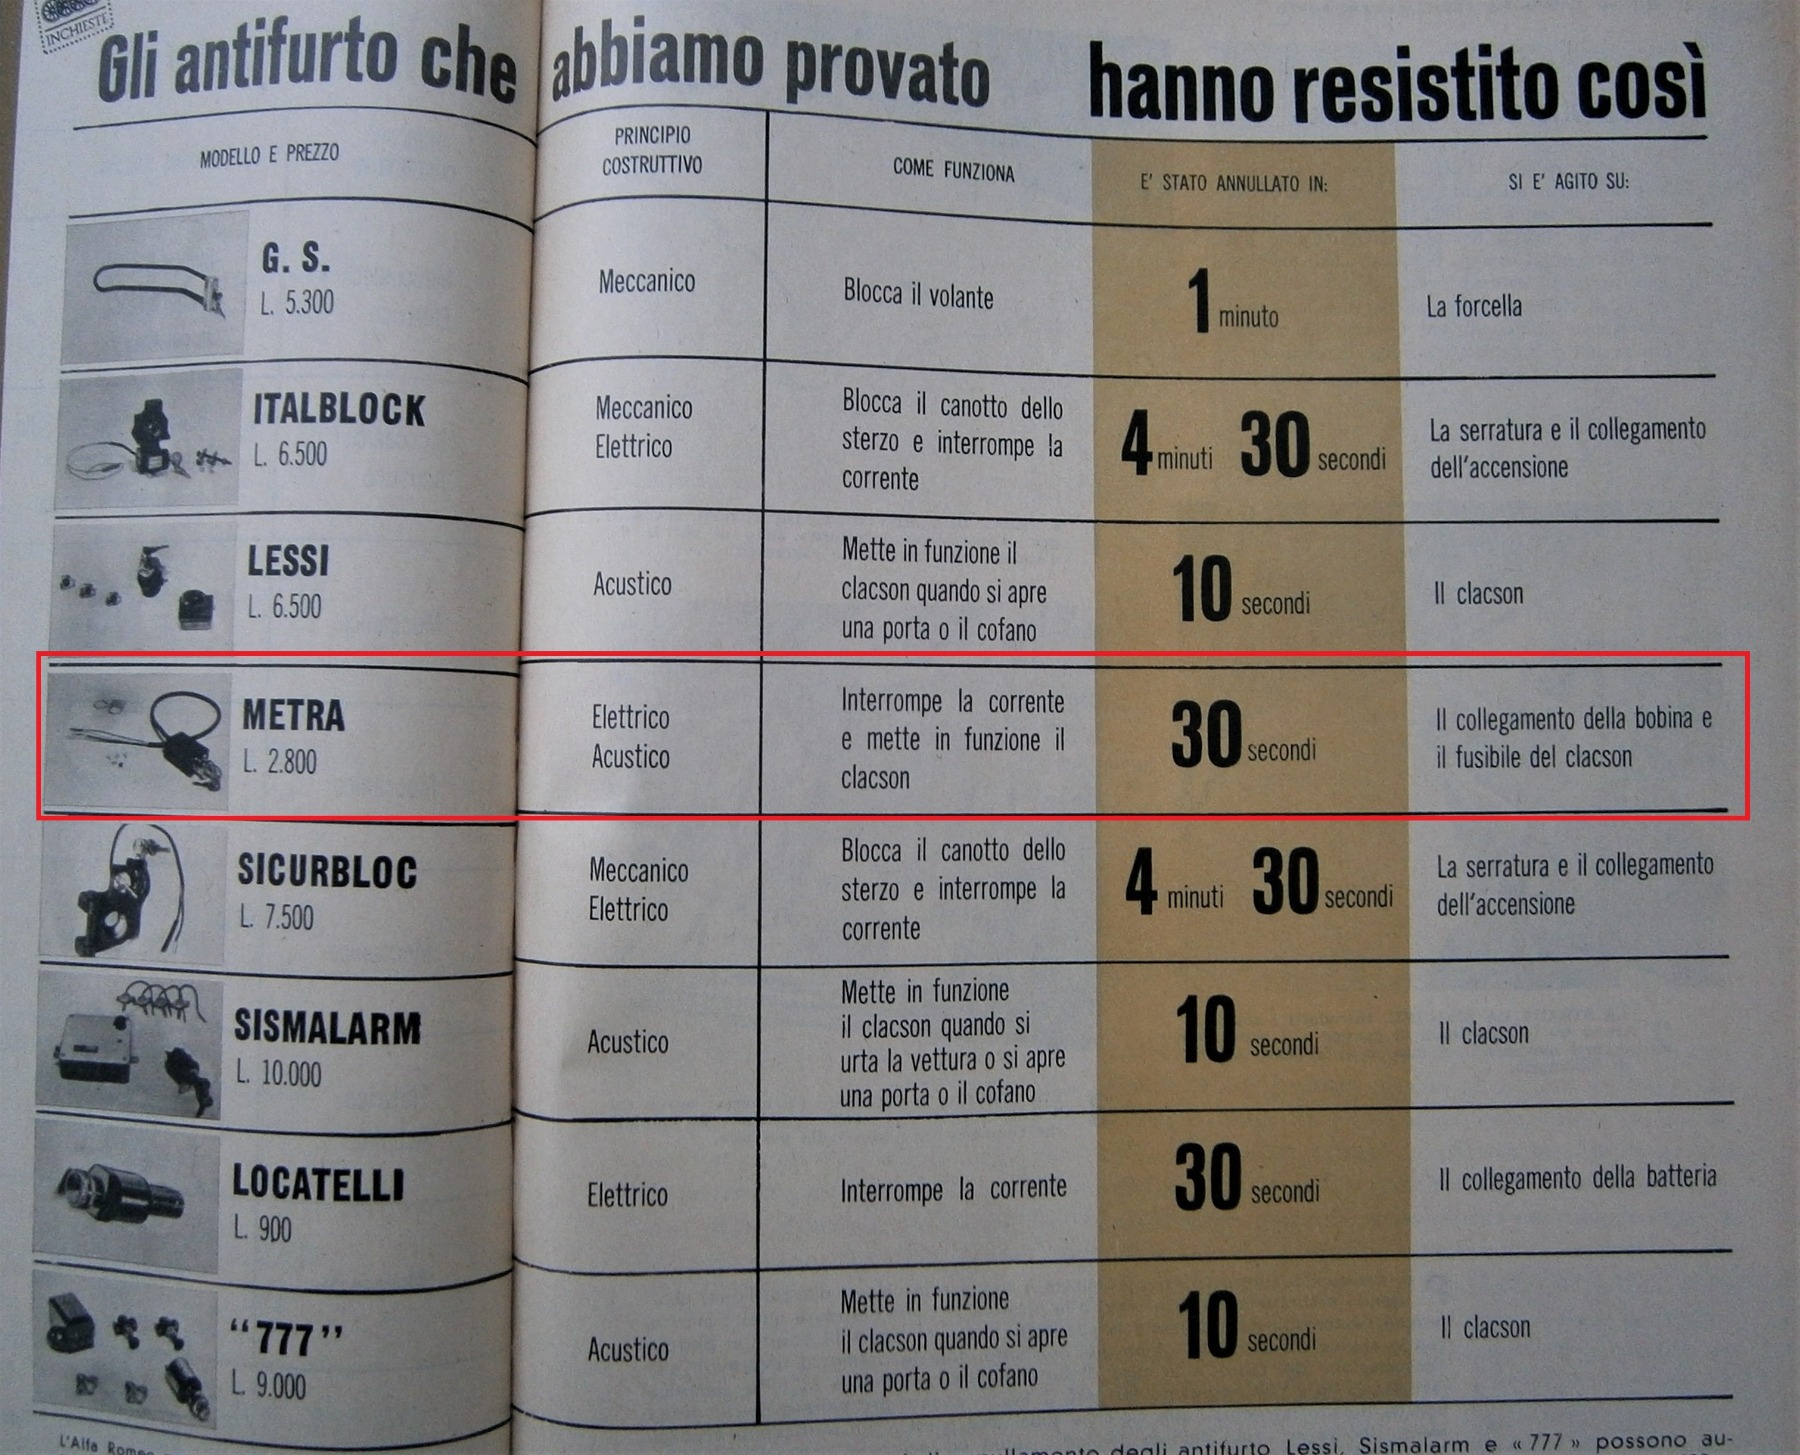 INCHIESTE
Gli antifurto che abbiamo provato hanno resistito così
MODELLO E PREZZO
PRINCIPIO
COSTRUTTIVO
COME FUNZIONA
E' STATO ANNULLATO IN:
SI E' AGITO SU:
G. S.
L. 5.300
Meccanico
Blocca il volante
1 minuto
La forcella
ITALBLOCK
L. 6.500
Meccanico
Elettrico
Blocca il canotto dello
sterzo e interrompe la
corrente
4 minuti 30 secondi
La serratura e il collegamento
dell'accensione
LESSI
L. 6.500
Acustico
Mette in funzione il
clacson quando si apre
una porta o il cofano
10 secondi
Il clacson
METRA
L. 2.800
Elettrico
Acustico
Interrompe la corrente
e mette in funzione il
clacson
30 secondi
Il collegamento della bobina e
il fusibile del clacson
SICURBLOC
L. 7.500
Meccanico
Elettrico
Blocca il canotto dello
sterzo e interrompe la
corrente
4 minuti 30 secondi
La serratura e il collegamento
dell'accensione
SISMALARM
L. 10.000
Acustico
Mette in funzione
il clacson quando si
urta la vettura o si apre
una porta o il cofano
10 secondi
Il clacson
LOCATELLI
L. 900
Elettrico
Interrompe la corrente
30 secondi
Il collegamento della batteria
"777"
L. 9.000
Acustico
Mette in funzione
il clacson quando si apre
una porta o il cofano
10 secondi
Il clacson
L'Alfa Romeo
degli antifurto Lessi, Sismalarm e «777» possono au-